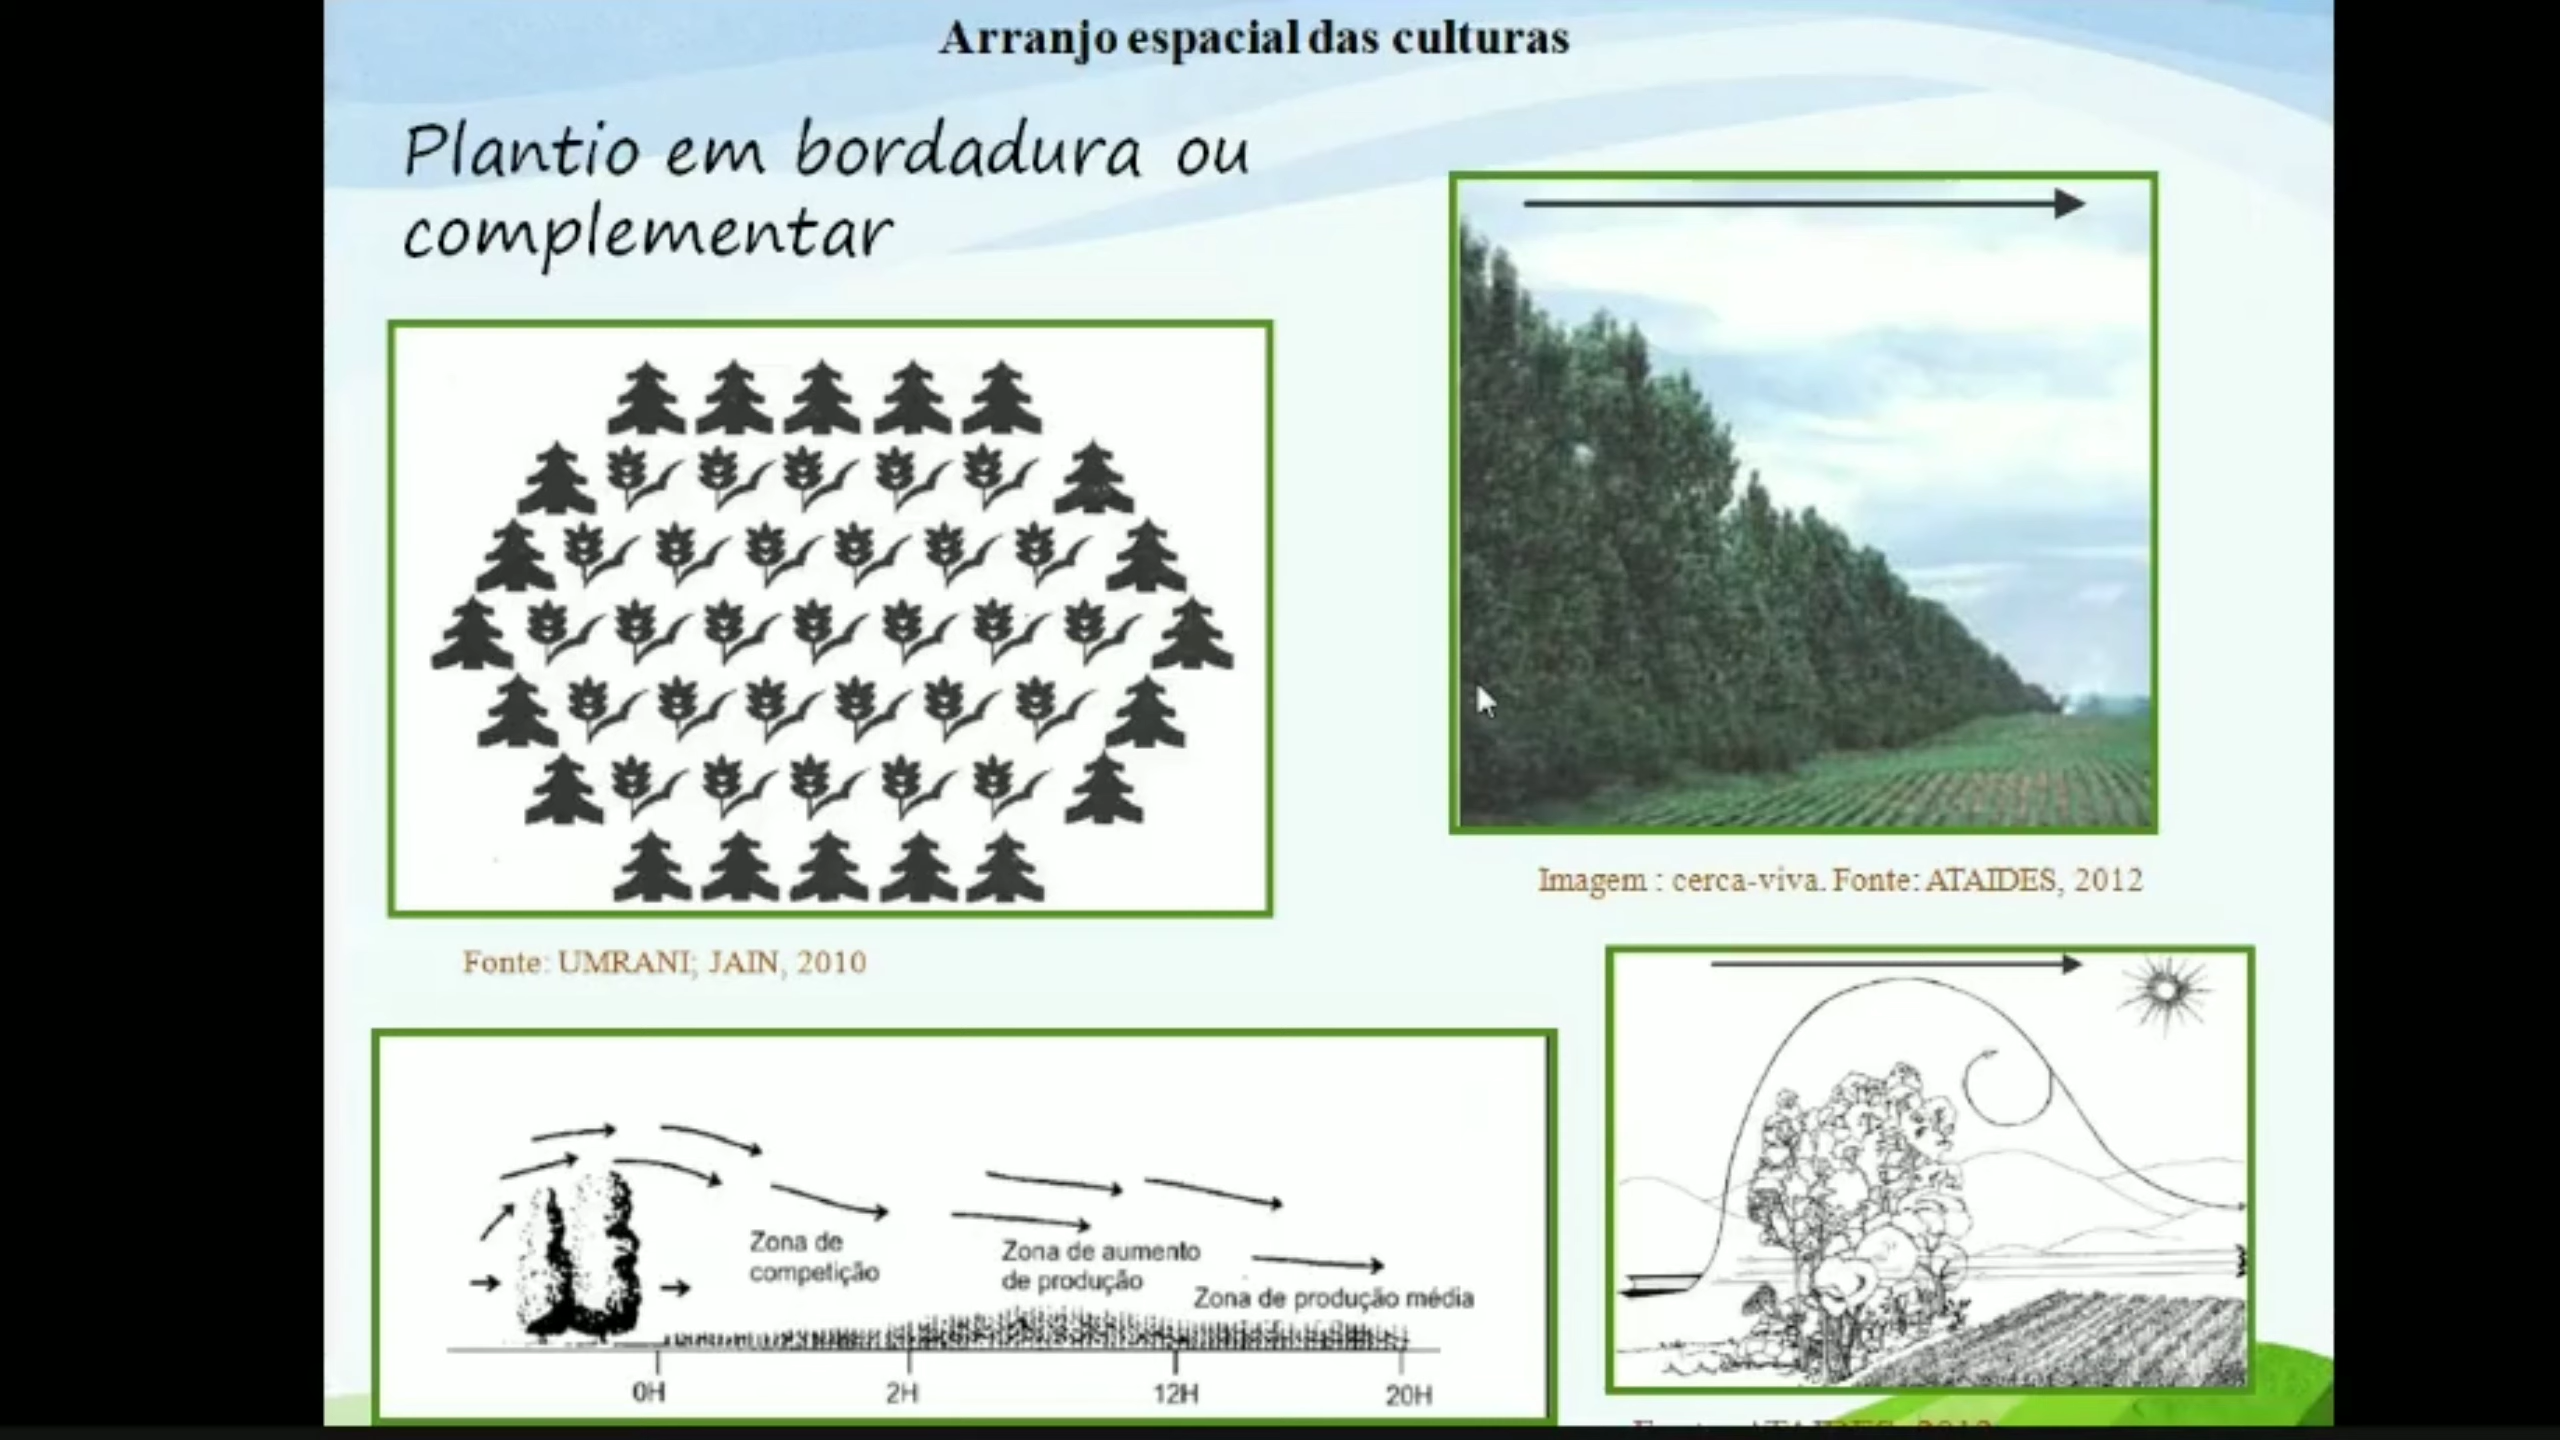 Arranjo espacial das culturas
Plantio em bordadura ou
complementar
Imagem : cerca-viva. Fonte: ATAIDES, 2012
Fonte: UMRANI; JAIN, 2010
Zona de
competição
Zona de aumento
de produção
Zona de produção média
0H
2H
12H
20H